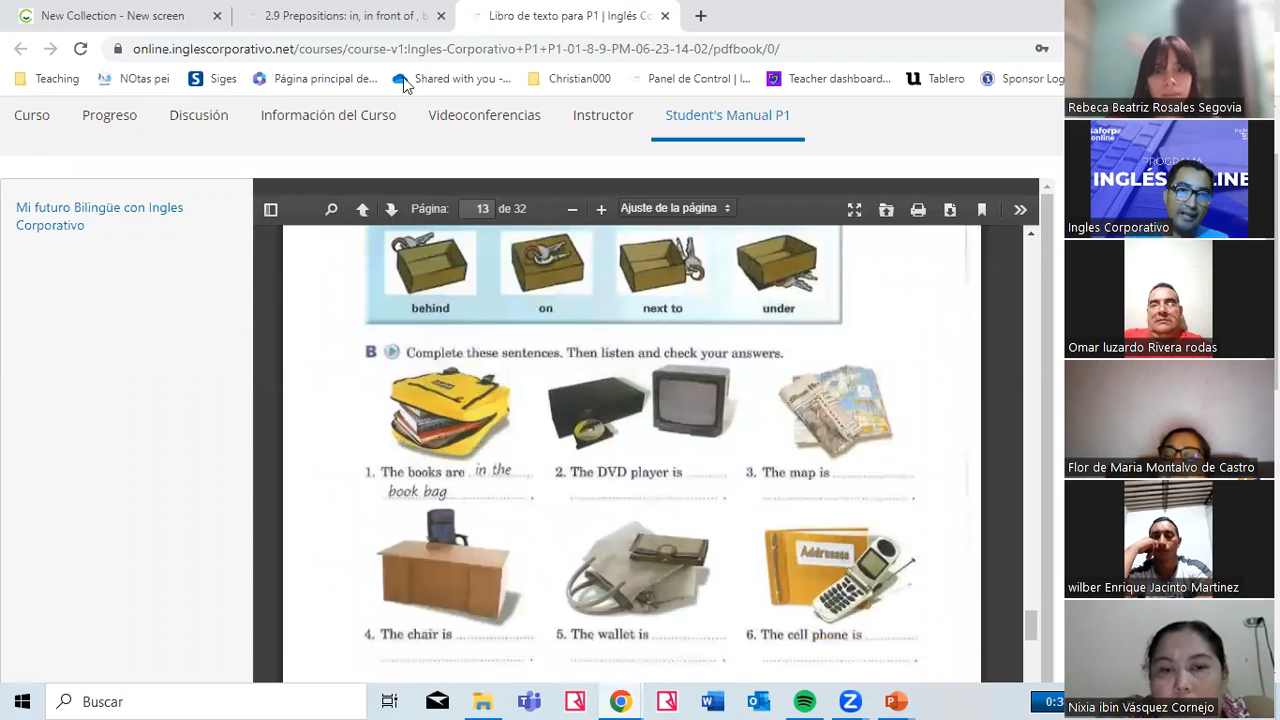 New Collection - New screen
2.9 Prepositions: in, in front of , b
Libro de texto para P1 | Inglés Co
online.inglescorporativo.net/courses/course-v1:Ingles-Corporativo+P1+P1-01-8-9-PM-06-23-14-02/pdfbook/0/
Teaching
NOtas pei
Siges
Página principal de...
Shared with you -...
Christian000
Panel de Control | I...
Teacher dashboard...
Tablero
Sponsor Log
Curso
Progreso
Discusión
Información del Curso
Videoconferencias
Instructor
Student's Manual P1
Mi futuro Bilingüe con Ingles
Corporativo
Página:
13
de 32
Ajuste de la página
behind
on
next to
under
B Complete these sentences. Then listen and check your answers.
1. The books are in the
book bag
2. The DVD player is
3. The map is
Addresses
4. The chair is
5. The wallet is
6. The cell phone is
Buscar
Rebeca Beatriz Rosales Segovia
PROGRAMA
Ingles Corporativo
Omar luzardo Rivera rodas
Flor de Maria Montalvo de Castro
wilber Enrique Jacinto Martinez
Nixia ibin Vásquez Cornejo